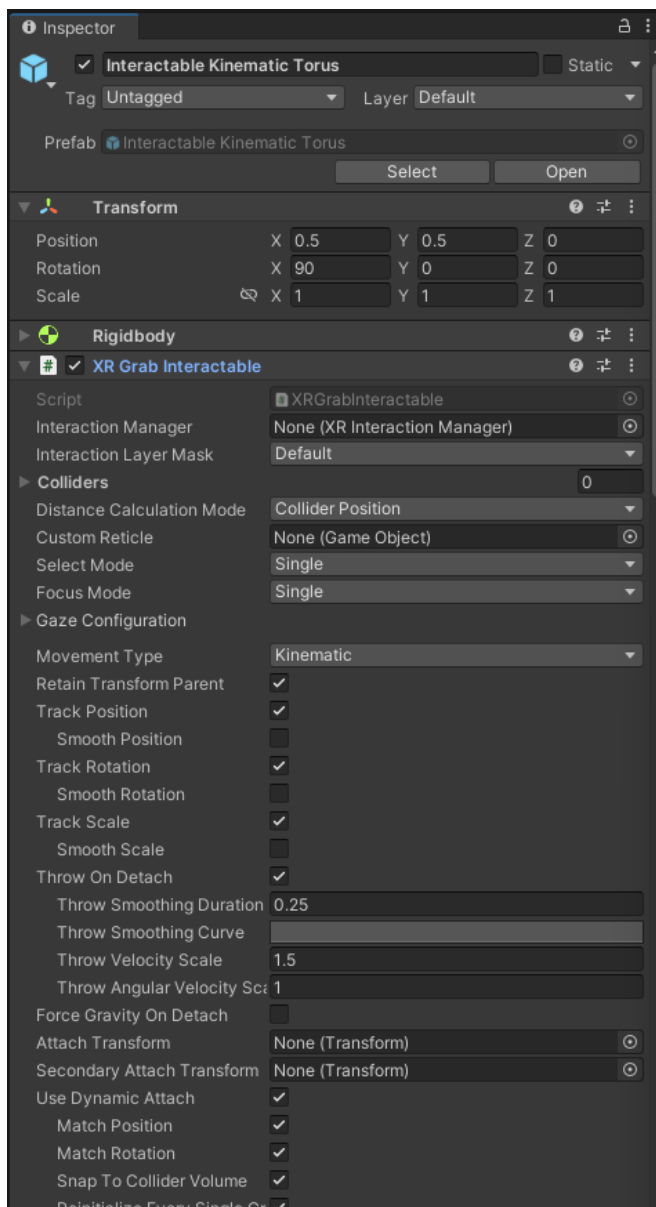 Inspector
Interactable Kinematic Torus Static
Tag Untagged Layer Default
Prefab Interactable Kinematic Torus
Select Open
Transform
Position X 0.5 Y 0.5 Z 0
Rotation X 90 Y 0 Z 0
Scale X 1 Y 1 Z 1
Rigidbody
# XR Grab Interactable
Script # XRGrabInteractable
Interaction Manager None (XR Interaction Manager)
Interaction Layer Mask Default
Colliders 0
Distance Calculation Mode Collider Position
Custom Reticle None (Game Object)
Select Mode Single
Focus Mode Single
Gaze Configuration
Movement Type Kinematic
Retain Transform Parent
Track Position
Smooth Position
Track Rotation
Smooth Rotation
Track Scale
Smooth Scale
Throw On Detach
Throw Smoothing Duration 0.25
Throw Smoothing Curve
Throw Velocity Scale 1.5
Throw Angular Velocity Sca 1
Force Gravity On Detach
Attach Transform None (Transform)
Secondary Attach Transform None (Transform)
Use Dynamic Attach
Match Position
Match Rotation
Snap To Collider Volume
Reinitialize Every Single Gr